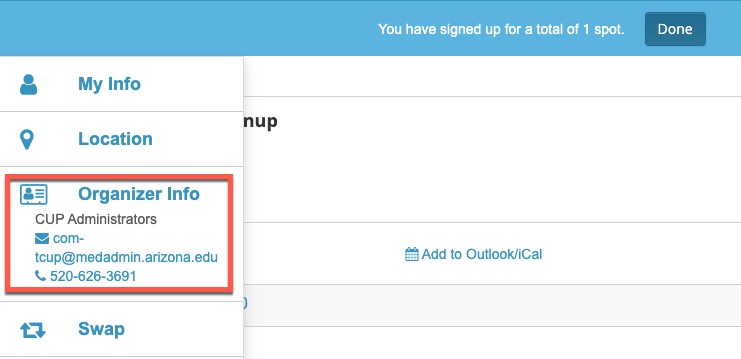 You have signed up for a total of 1 spot.
Done
My Info
Location
Organizer Info
CUP Administrators
com-
tcup@medadmin.arizona.edu
520-626-3691
Swap
Add to Outlook/iCal